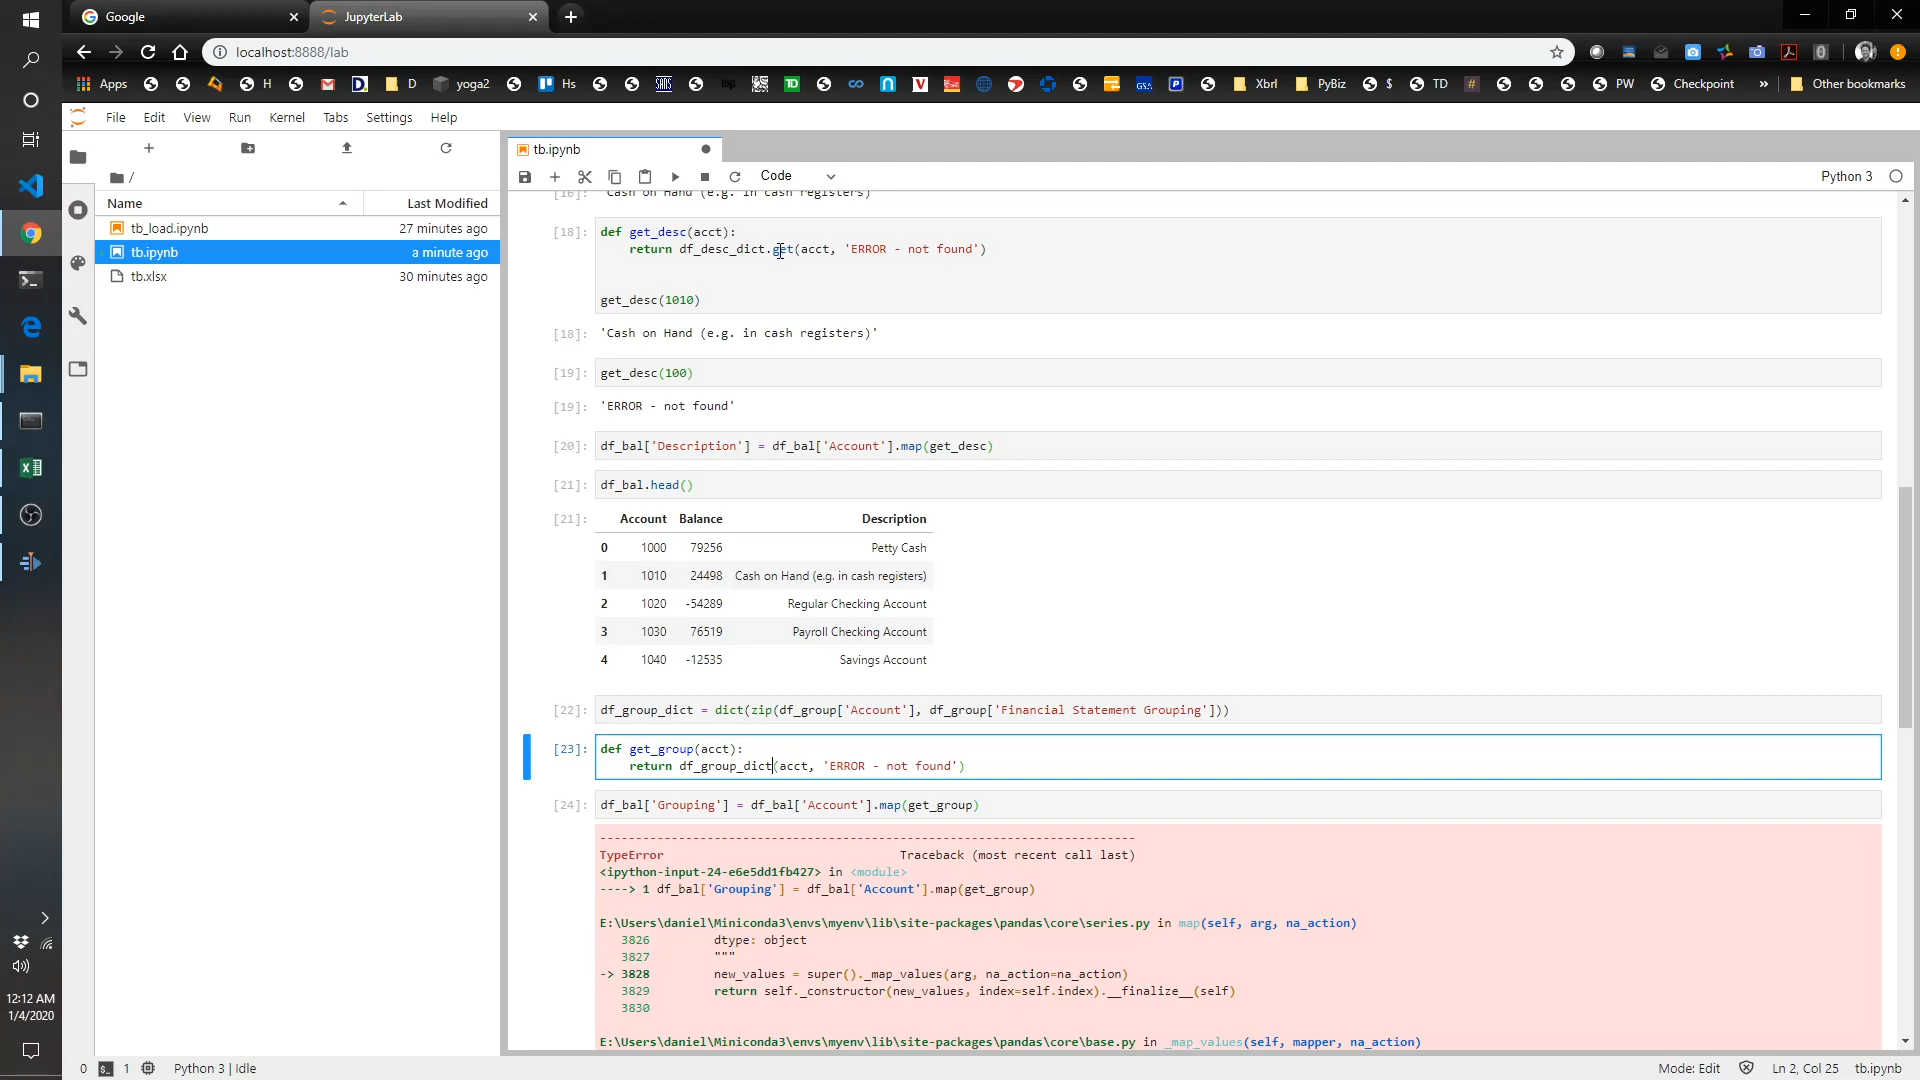 Google
JupyterLab
localhost:8888/lab
Apps
H
D
yoga2
Hs
Xbrl
PyBiz
$
TD
#
PW
Checkpoint
»
Other bookmarks
File Edit View Run Kernel Tabs Settings Help
tb.ipynb
/
Code
Python 3
Name Last Modified
tb_load.ipynb 27 minutes ago
tb.ipynb a minute ago
tb.xlsx 30 minutes ago
[16]: 'Cash on Hand (e.g. in cash registers)'
[18]: def get_desc(acct):
return df_desc_dict.get(acct, 'ERROR - not found')
get_desc(1010)
[18]: 'Cash on Hand (e.g. in cash registers)'
[19]: get_desc(100)
[19]: 'ERROR - not found'
[20]: df_bal['Description'] = df_bal['Account'].map(get_desc)
[21]: df_bal.head()
[21]: Account Balance Description
0 1000 79256 Petty Cash
1 1010 24498 Cash on Hand (e.g. in cash registers)
2 1020 -54289 Regular Checking Account
3 1030 76519 Payroll Checking Account
4 1040 -12535 Savings Account
[22]: df_group_dict = dict(zip(df_group['Account'], df_group['Financial Statement Grouping']))
[23]: def get_group(acct):
return df_group_dict(acct, 'ERROR - not found')
[24]: df_bal['Grouping'] = df_bal['Account'].map(get_group)
---------------------------------------------------------------------------
TypeError Traceback (most recent call last)
<ipython-input-24-e6e5dd1fb427> in <module>
----> 1 df_bal['Grouping'] = df_bal['Account'].map(get_group)
E:\Users\daniel\Miniconda3\envs\myenv\lib\site-packages\pandas\core\series.py in map(self, arg, na_action)
3826 dtype: object
3827 """
-> 3828 new_values = super()._map_values(arg, na_action=na_action)
3829 return self._constructor(new_values, index=self.index).__finalize__(self)
3830
E:\Users\daniel\Miniconda3\envs\myenv\lib\site-packages\pandas\core\base.py in _map_values(self, mapper, na_action)
12:12 AM
1/4/2020
0 1 Python 3 | Idle
Mode: Edit Ln 2, Col 25 tb.ipynb